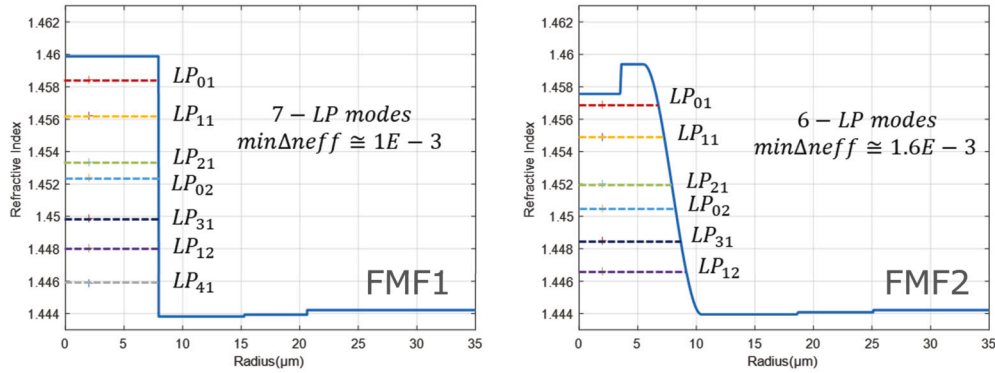 1.462
1.46
1.458
1.456
1.454
1.452
1.45
1.448
1.446
1.444
Refractive Index
LP01
LP11
LP21
LP02
LP31
LP12
LP41
7 − LP modes
minΔneff ≅ 1E − 3
FMF1
0 5 10 15 20 25 30 35
Radius(μm)
1.462
1.46
1.458
1.456
1.454
1.452
1.45
1.448
1.446
1.444
Refractive Index
LP01
LP11
LP21
LP02
LP31
LP12
6 − LP modes
minΔneff ≅ 1.6E − 3
FMF2
0 5 10 15 20 25 30 35
Radius(μm)